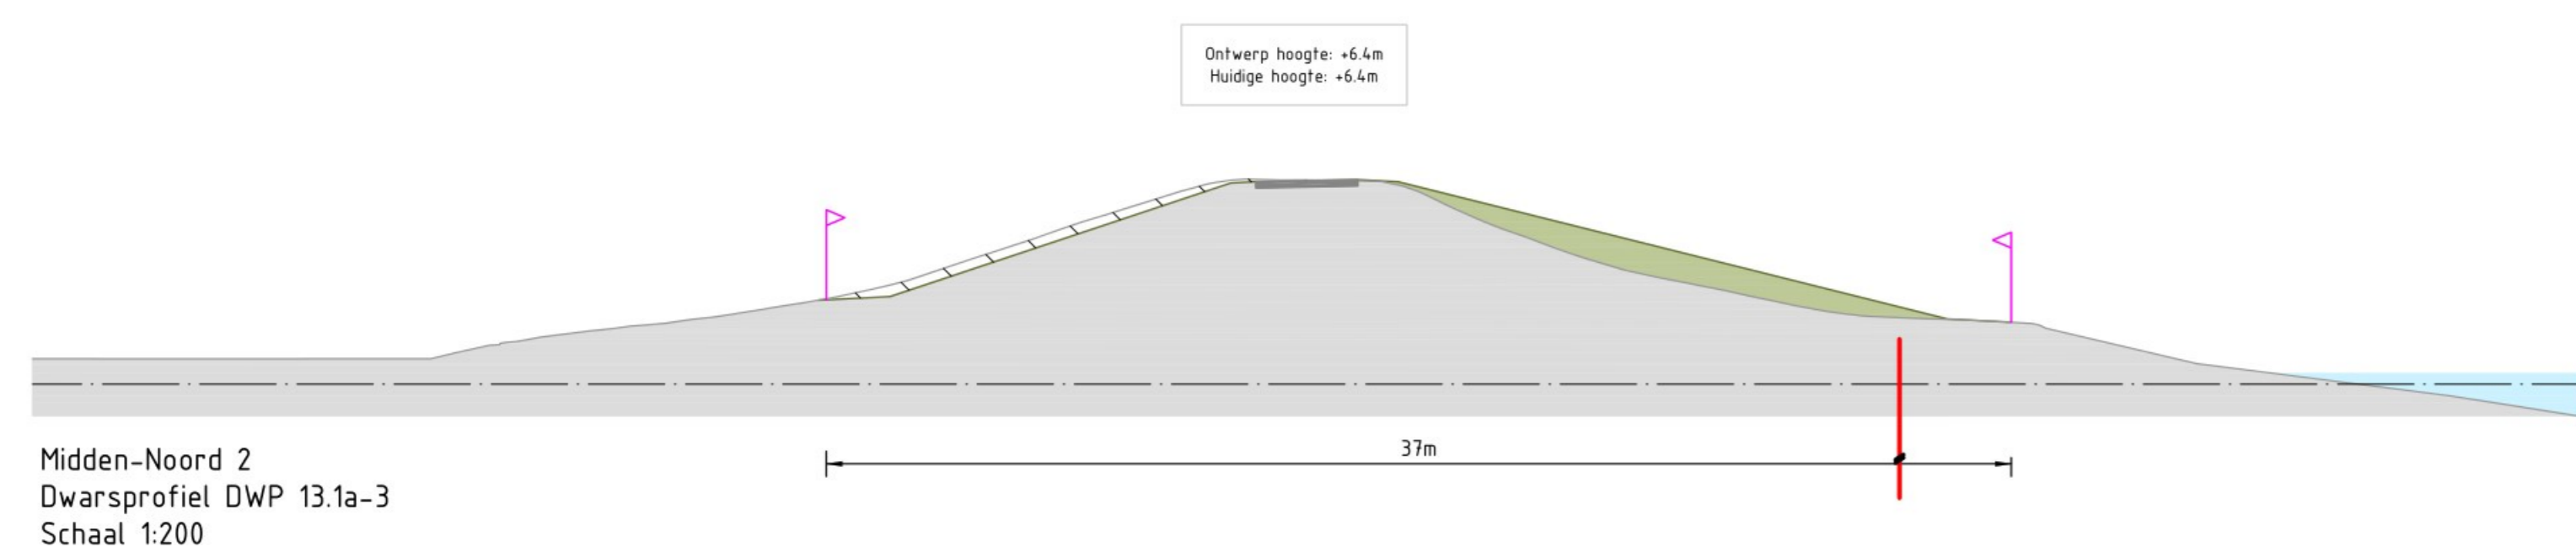 Ontwerp hoogte: +6.4m
Huidige hoogte: +6.4m
37m
Midden-Noord 2
Dwarsprofiel DWP 13.1a-3
Schaal 1:200